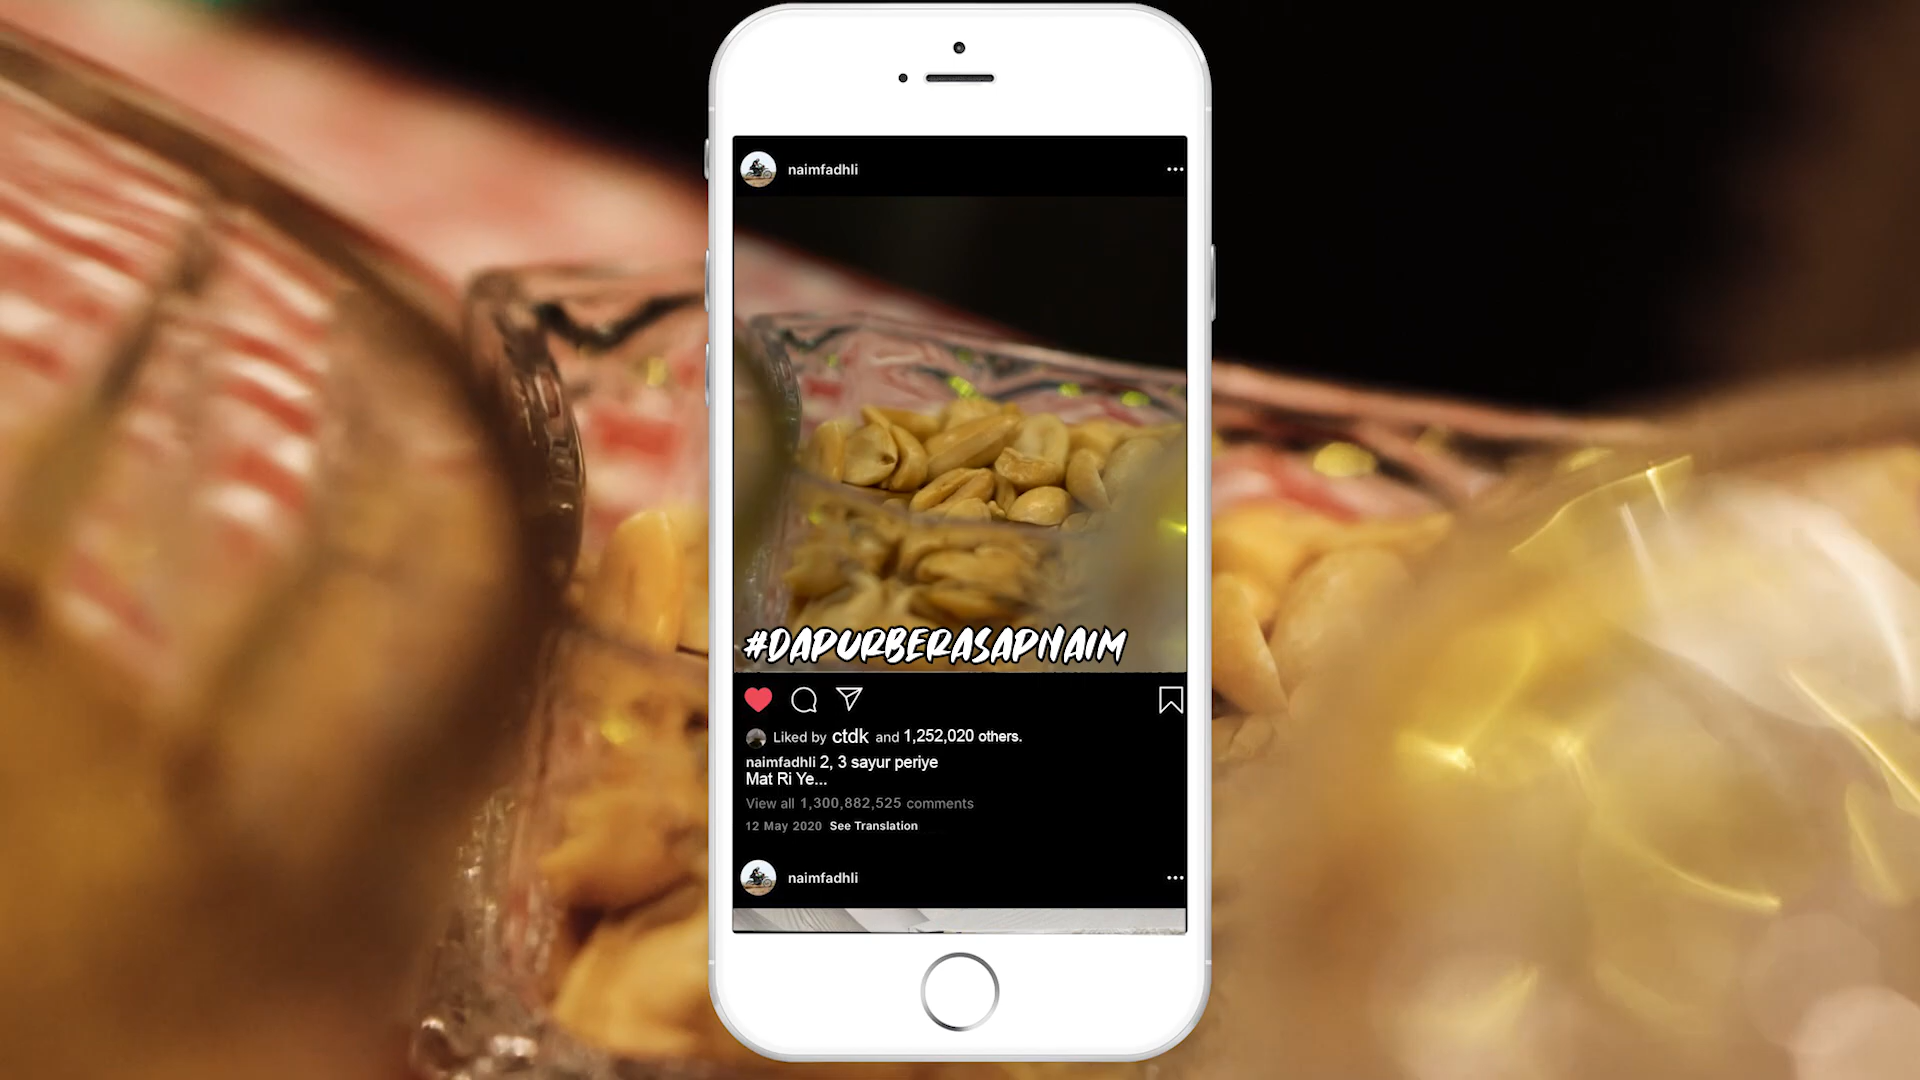 naimfadhli
#DAPURBERASAPNAIM
Liked by ctdk and 1,252,020 others.
naimfadhli 2, 3 sayur periye
Mat Ri Ye...
View all 1,300,882,525 comments
12 May 2020 See Translation
naimfadhli